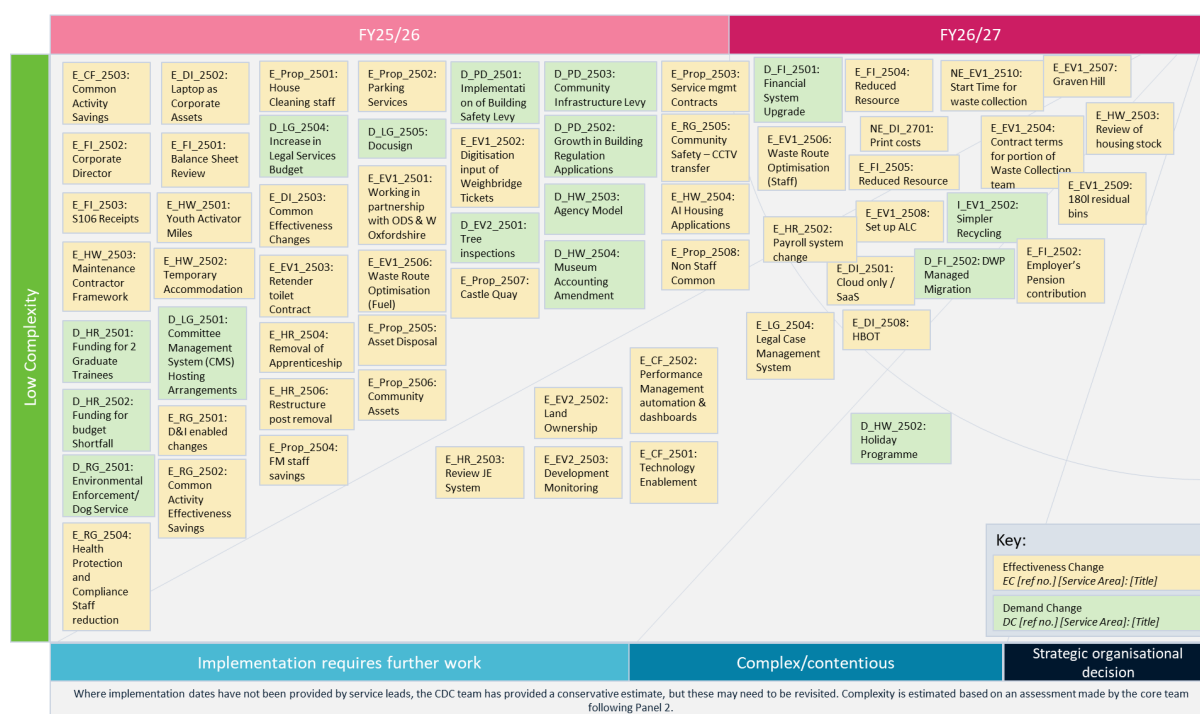 FY25/26
FY26/27
Low Complexity
E_CF_2503:
Common
Activity
Savings
E_FI_2502:
Corporate
Director
E_FI_2503:
S106 Receipts
E_HW_2503:
Maintenance
Contractor
Framework
D_HR_2501:
Funding for 2
Graduate
Trainees
D_HR_2502:
Funding for
budget
Shortfall
D_RG_2501:
Environmental
Enforcement/
Dog Service
E_RG_2504:
Health
Protection
and
Compliance
Staff
reduction
E_DI_2502:
Laptop as
Corporate
Assets
E_FI_2501:
Balance Sheet
Review
E_HW_2501:
Youth Activator
Miles
E_HW_2502:
Temporary
Accommodation
D_LG_2501:
Committee
Management
System (CMS)
Hosting
Arrangements
E_RG_2501:
D&I enabled
changes
E_RG_2502:
Common
Activity
Effectiveness
Savings
E_Prop_2501:
House
Cleaning staff
D_LG_2504:
Increase in
Legal Services
Budget
E_DI_2503:
Common
Effectiveness
Changes
E_EV1_2503:
Retender
toilet
Contract
E_HR_2504:
Removal of
Apprenticeship
E_HR_2506:
Restructure
post removal
E_Prop_2504:
FM staff
savings
E_Prop_2502:
Parking
Services
D_LG_2505:
Docusign
E_EV1_2501:
Working in
partnership
with ODS & W
Oxfordshire
E_EV1_2506:
Waste Route
Optimisation
(Fuel)
E_Prop_2505:
Asset Disposal
E_Prop_2506:
Community
Assets
D_PD_2501:
Implementati
on of Building
Safety Levy
E_EV1_2502:
Digitisation
input of
Weighbridge
Tickets
D_EV2_2501:
Tree
inspections
E_Prop_2507:
Castle Quay
E_HR_2503:
Review JE
System
D_PD_2503:
Community
Infrastructure Levy
D_PD_2502:
Growth in Building
Regulation
Applications
D_HW_2503:
Agency Model
D_HW_2504:
Museum
Accounting
Amendment
E_EV2_2502:
Land
Ownership
E_EV2_2503:
Development
Monitoring
E_Prop_2503:
Service mgmt
Contracts
E_RG_2505:
Community
Safety – CCTV
transfer
E_HW_2504:
AI Housing
Applications
E_Prop_2508:
Non Staff
Common
E_CF_2502:
Performance
Management
automation &
dashboards
E_CF_2501:
Technology
Enablement
D_FI_2501:
Financial
System
Upgrade
E_EV1_2506:
Waste Route
Optimisation
(Staff)
E_HR_2502:
Payroll system
change
E_LG_2504:
Legal Case
Management
System
E_FI_2504:
Reduced
Resource
NE_DI_2701:
Print costs
E_FI_2505:
Reduced Resource
E_EV1_2508:
Set up ALC
E_DI_2501:
Cloud only /
SaaS
E_DI_2508:
HBOT
D_HW_2502:
Holiday
Programme
NE_EV1_2510:
Start Time for
waste collection
E_EV1_2504:
Contract terms
for portion of
Waste Collection
team
I_EV1_2502:
Simpler
Recycling
D_FI_2502: DWP
Managed
Migration
E_EV1_2507:
Graven Hill
E_HW_2503:
Review of
housing stock
E_EV1_2509:
180l residual
bins
E_FI_2502:
Employer's
Pension
contribution
Key:
Effectiveness Change
EC [ref no.] [Service Area]: [Title]
Demand Change
DC [ref no.] [Service Area]: [Title]
Implementation requires further work
Complex/contentious
Strategic organisational
decision
Where implementation dates have not been provided by service leads, the CDC team has provided a conservative estimate, but these may need to be revisited. Complexity is estimated based on an assessment made by the core team
following Panel 2.